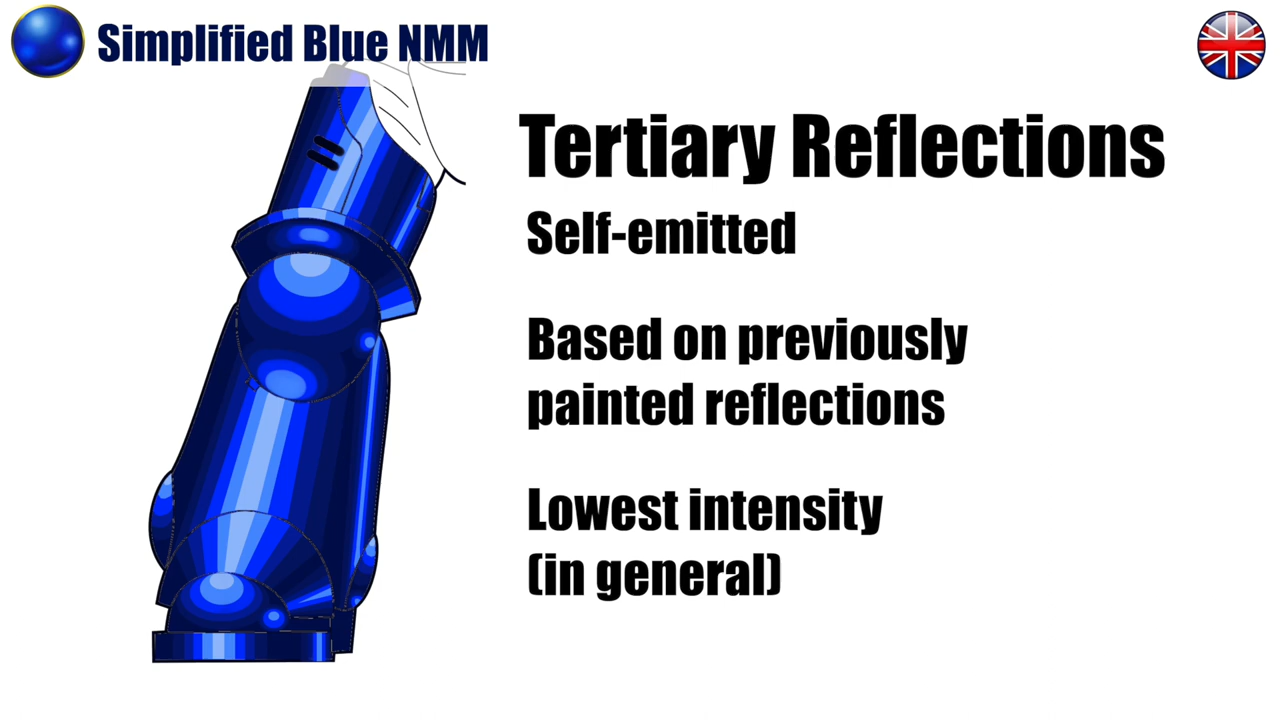 Simplified Blue NMM
Tertiary Reflections
Self-emitted
Based on previously
painted reflections
Lowest intensity
(in general)